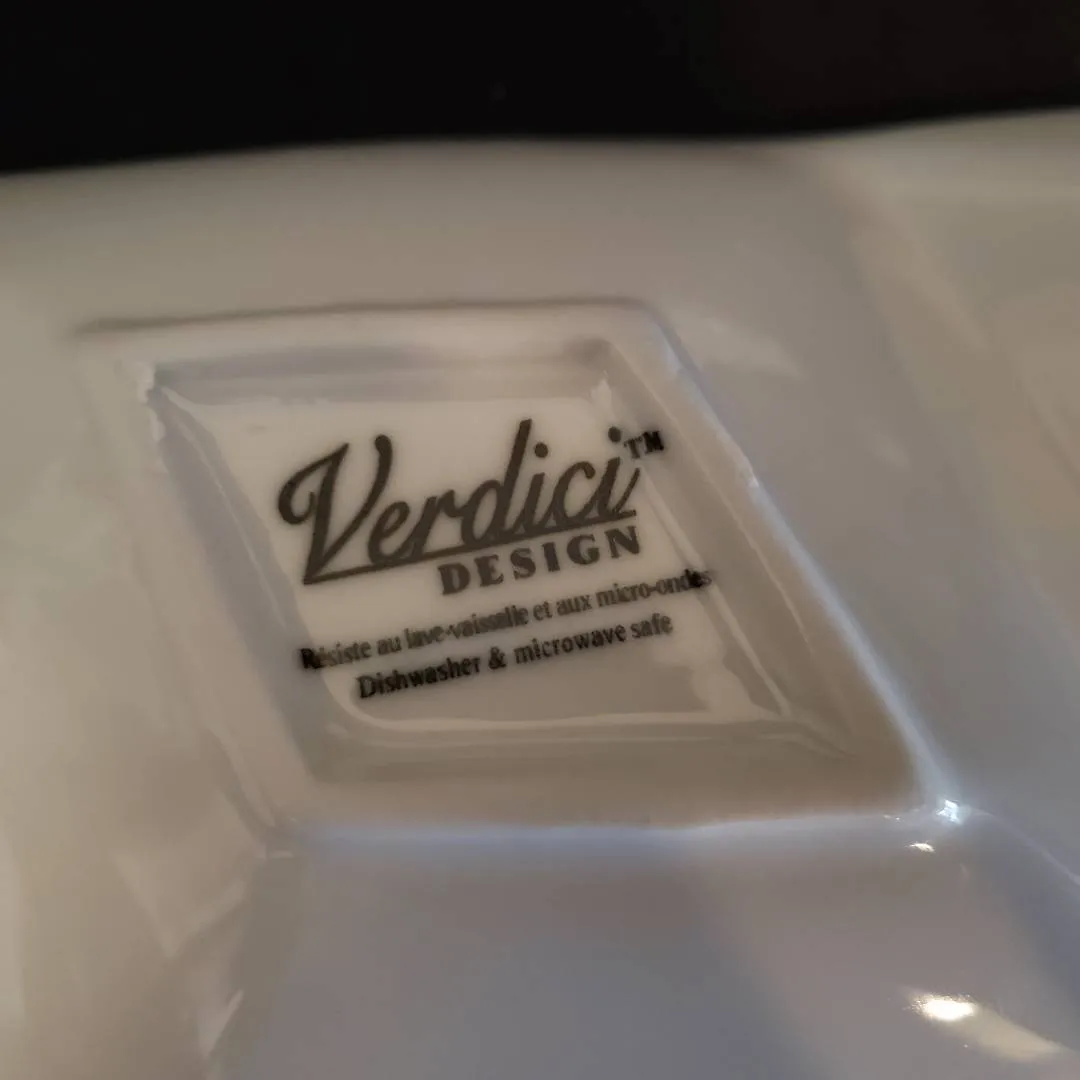 Verdici™
DESIGN
Résiste au lave-vaisselle et aux micro-ondes
Dishwasher & microwave safe